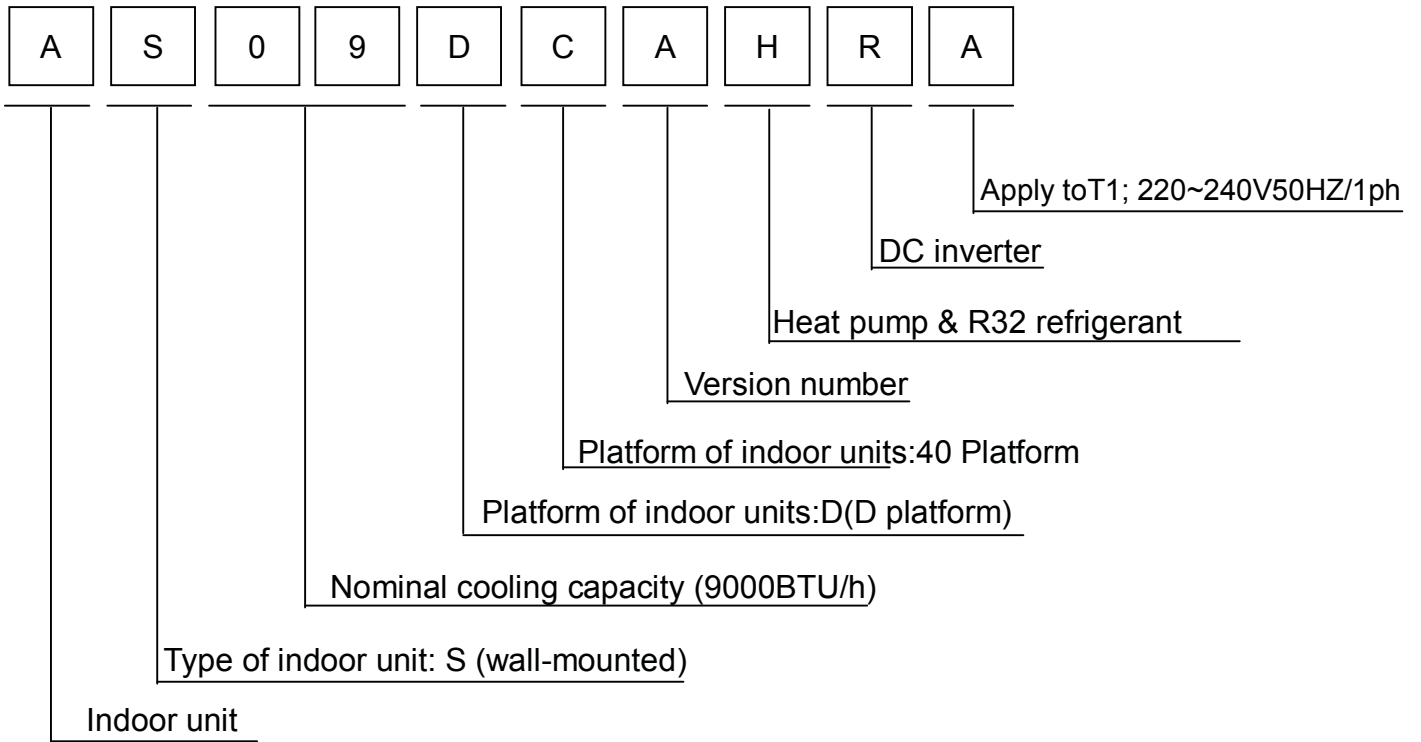 A S 0 9 D C A H R A
Apply toT1; 220~240V50HZ/1ph
DC inverter
Heat pump & R32 refrigerant
Version number
Platform of indoor units:40 Platform
Platform of indoor units:D(D platform)
Nominal cooling capacity (9000BTU/h)
Type of indoor unit: S (wall-mounted)
Indoor unit